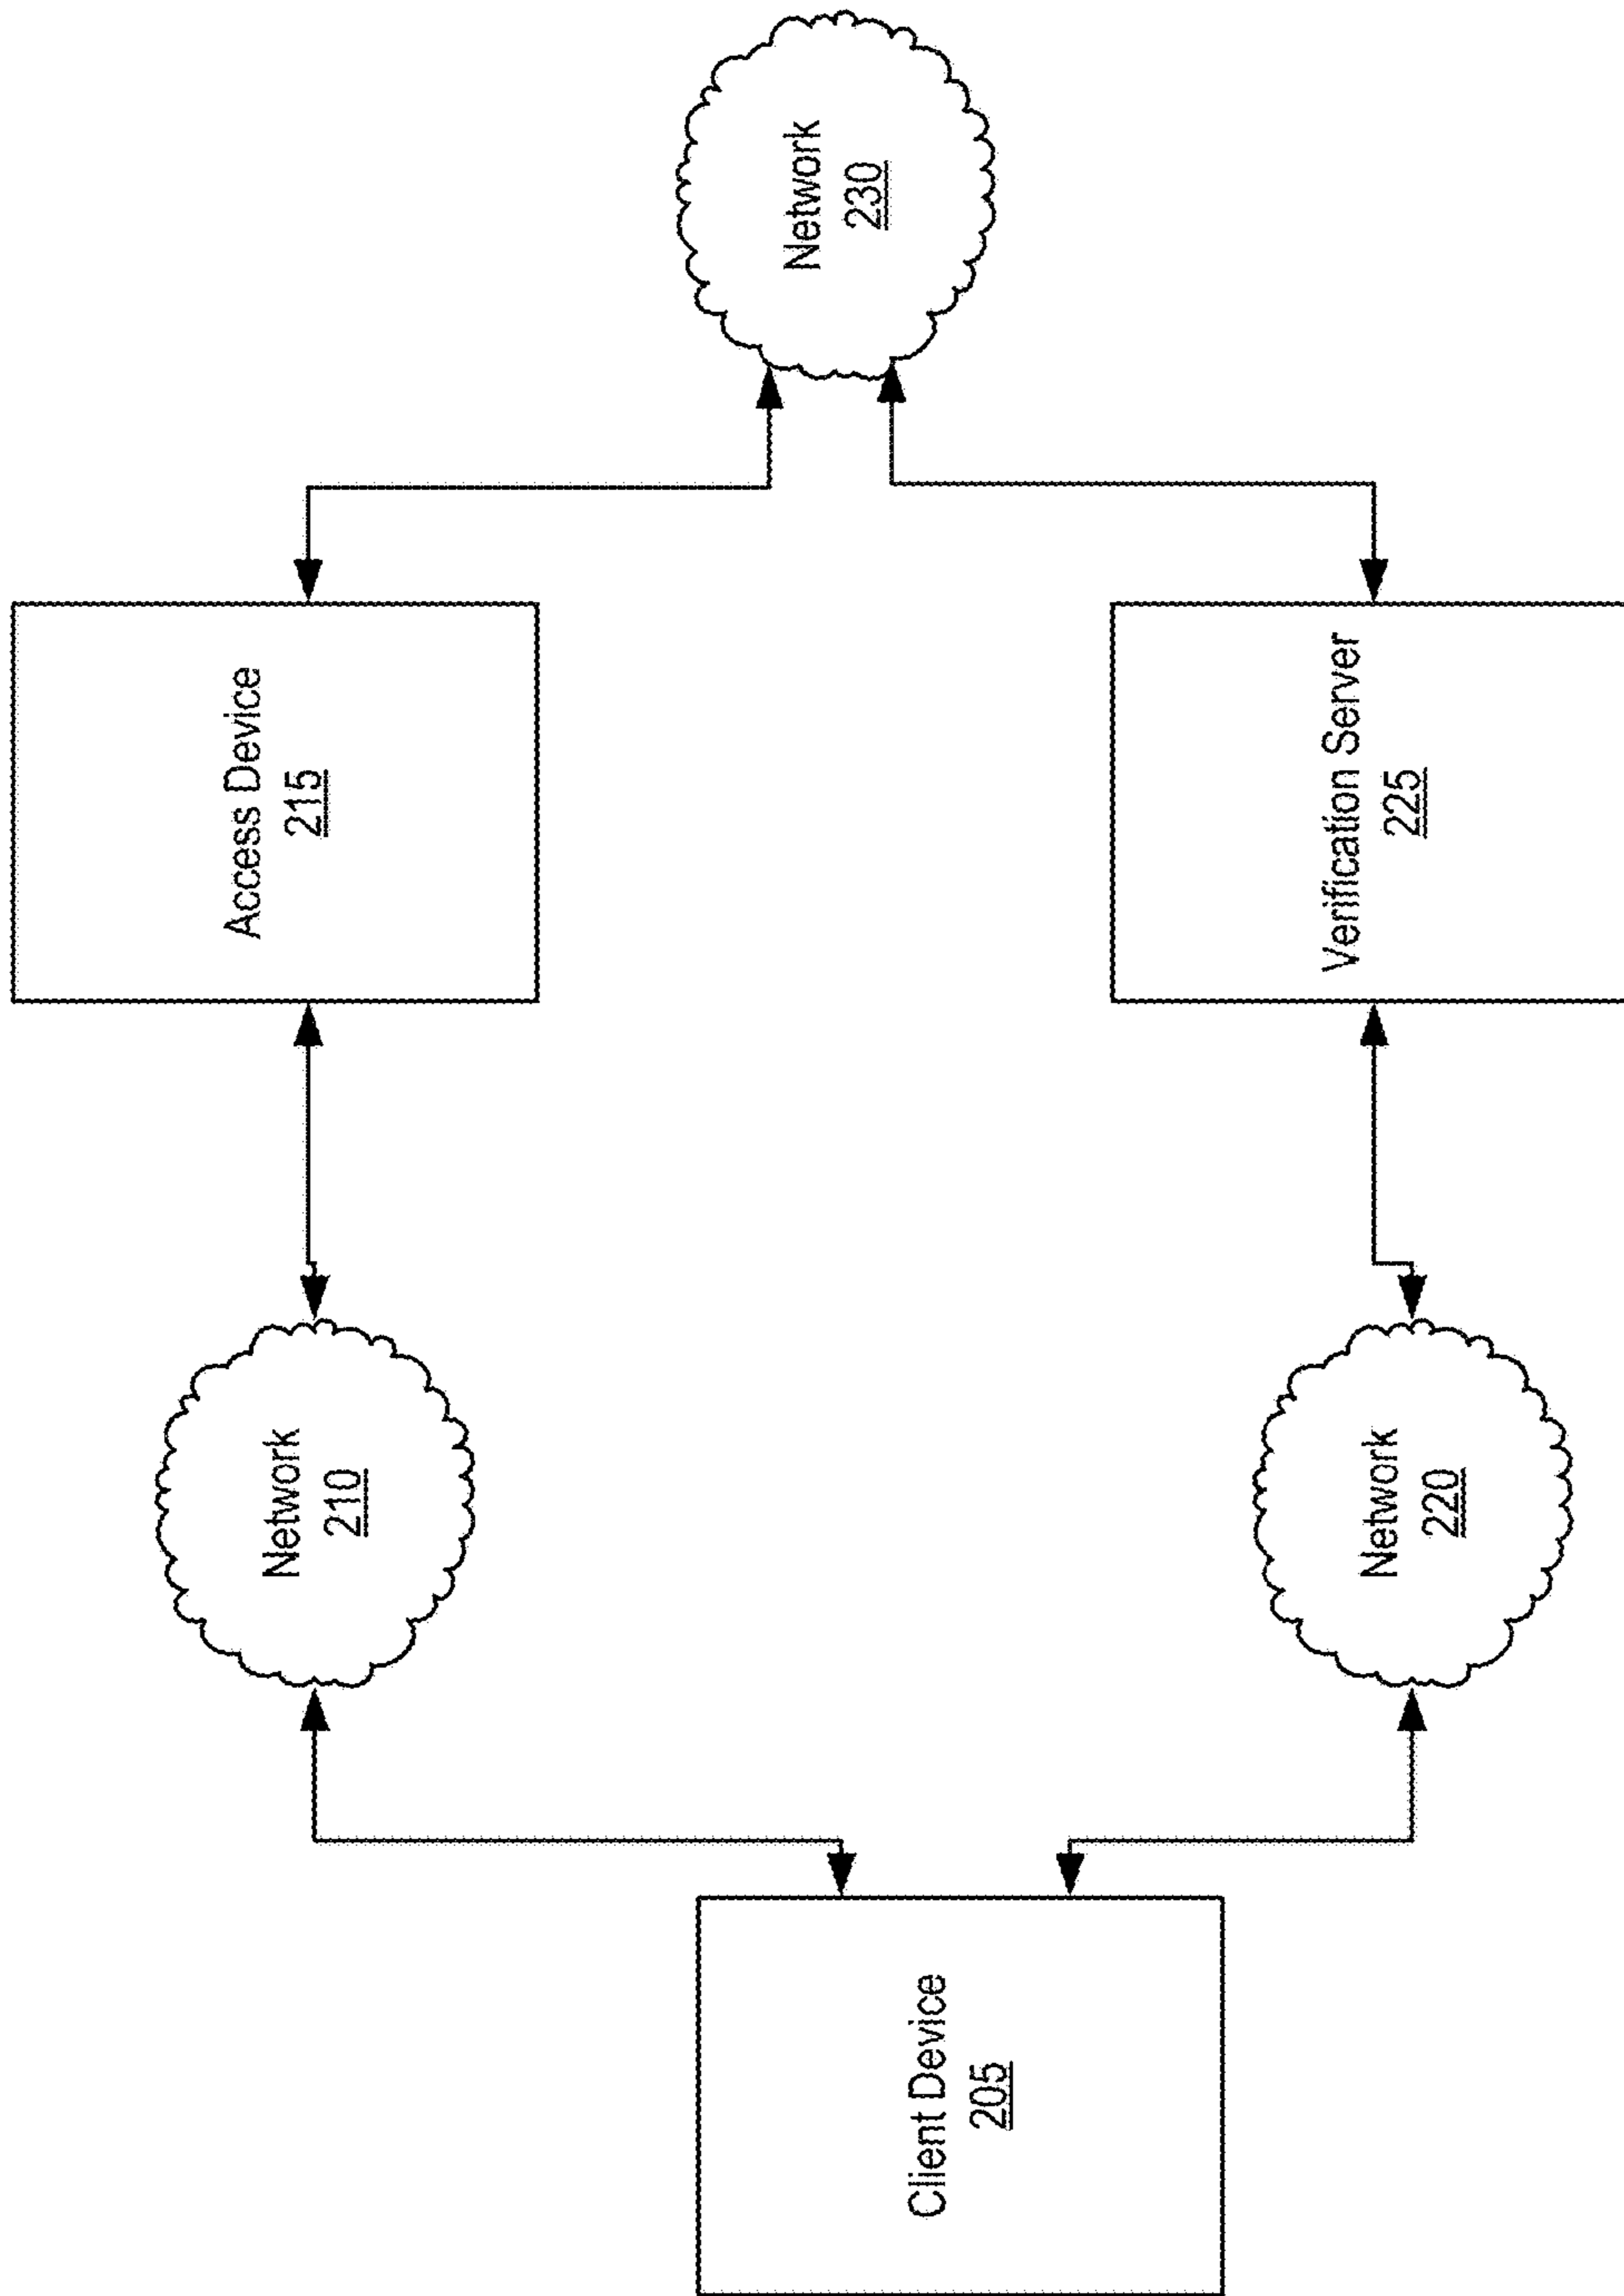 Client Device
205
Network
210
Access Device
215
Network
220
Verification Server
225
Network
230